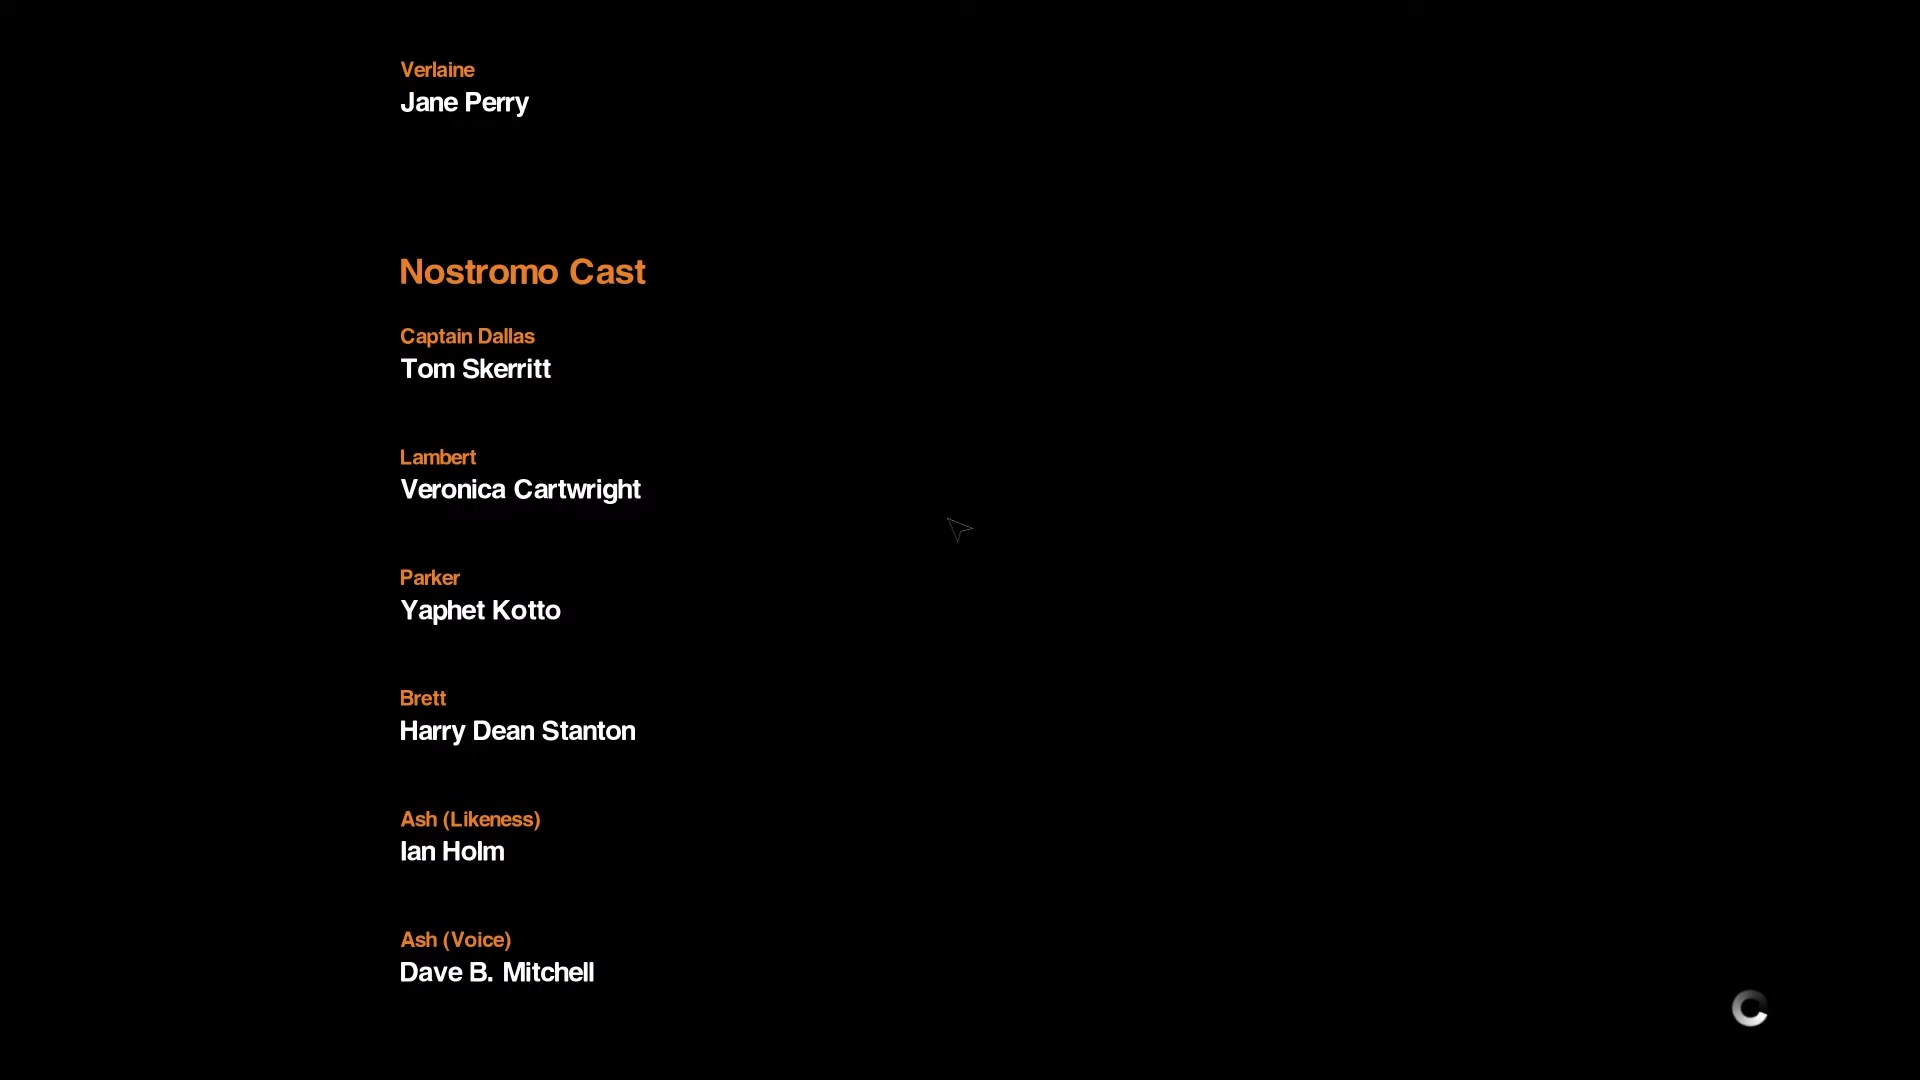 Verlaine
Jane Perry
Nostromo Cast
Captain Dallas
Tom Skerritt
Lambert
Veronica Cartwright
Parker
Yaphet Kotto
Brett
Harry Dean Stanton
Ash (Likeness)
Ian Holm
Ash (Voice)
Dave B. Mitchell